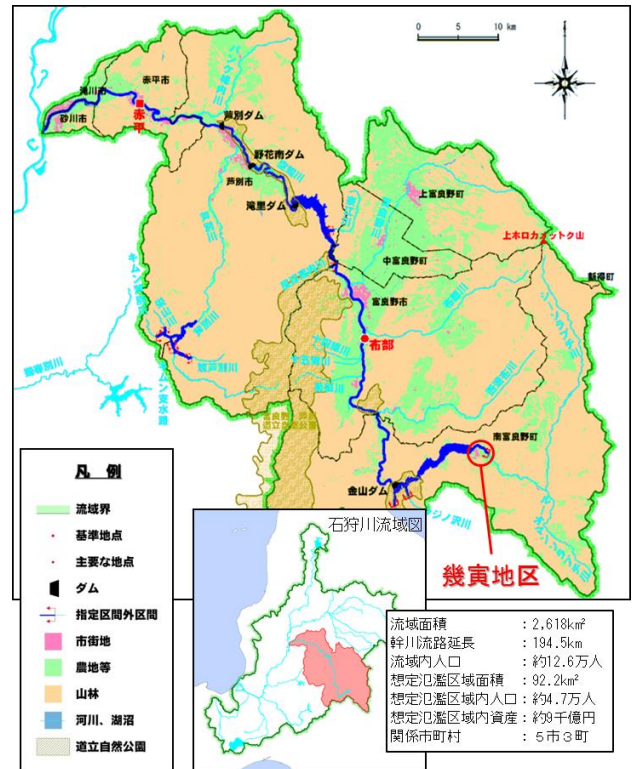 0 10 10 km
赤平市
滝川市
砂川市
赤平
芦別ダム
野花南ダム
芦別市
滝里ダム
上富良野町
上ホロカメットク山
中富良野町
新得町
富良野市
布部
南富良野町
金山ダム
幾寅地区
凡 例
流域界
基準地点
主要な地点
ダム
指定区間外区間
市街地
農地等
山林
河川、湖沼
道立自然公園
石狩川流域図
流域面積 : 2,618km²
幹川流路延長 : 194.5km
流域内人口 : 約12.6万人
想定氾濫区域面積 : 92.2km²
想定氾濫区域内人口 : 約4.7万人
想定氾濫区域内資産 : 約9千億円
関係市町村 : 5市3町